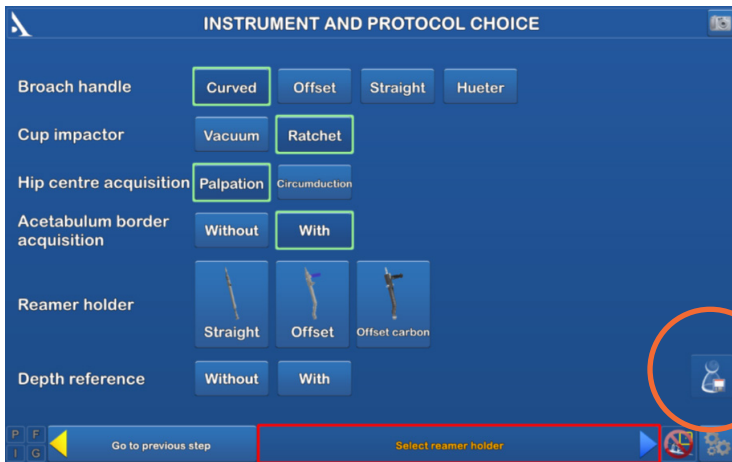 INSTRUMENT AND PROTOCOL CHOICE
Broach handle Curved Offset Straight Hueter
Cup impactor Vacuum Ratchet
Hip centre acquisition Palpation Circumduction
Acetabulum border
acquisition Without With
Reamer holder Straight Offset Offset carbon
Depth reference Without With
P F
I G
Go to previous step Select reamer holder